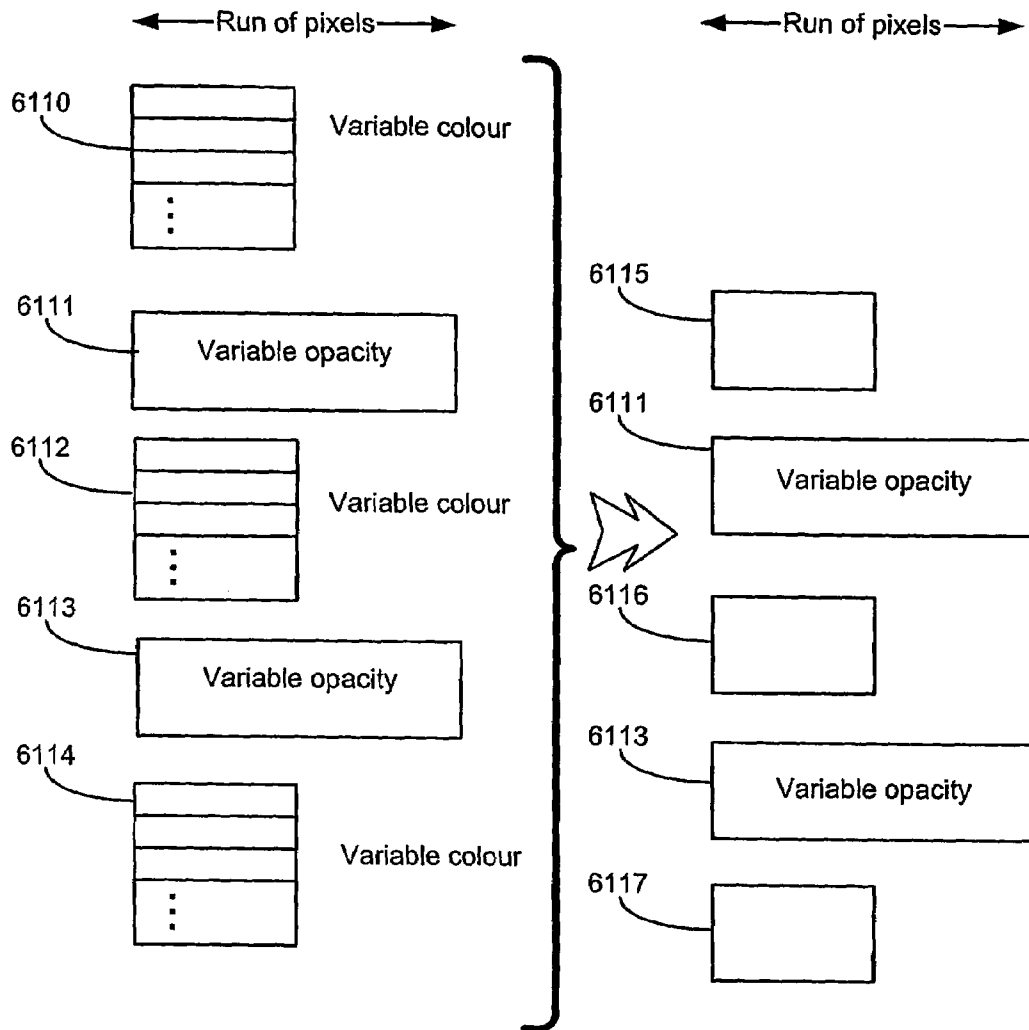 Run of pixels
6110
Variable colour
6111
Variable opacity
6112
Variable colour
6113
Variable opacity
6114
Variable colour
Run of pixels
6115
6111
Variable opacity
6116
6113
Variable opacity
6117